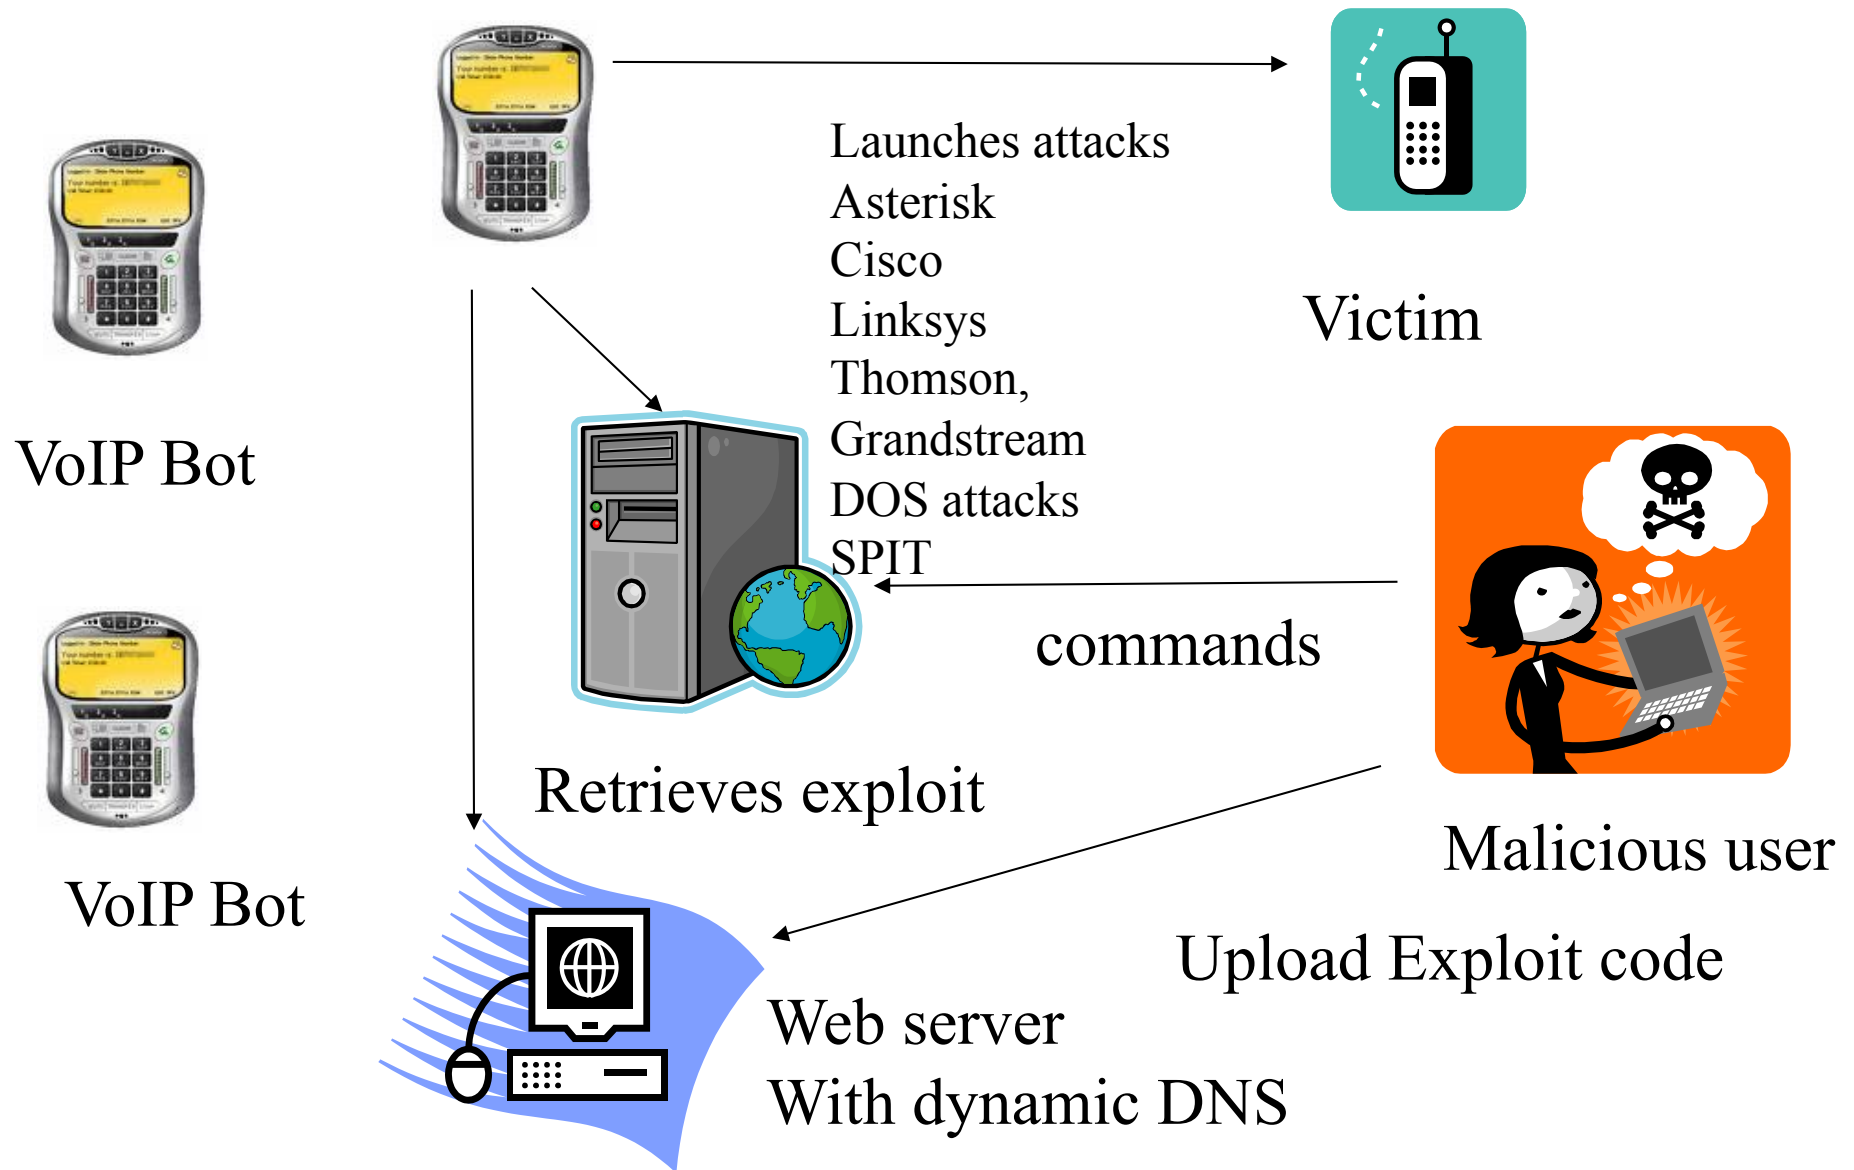 Launches attacks
Asterisk
Cisco
Linksys
Thomson,
Grandstream
DOS attacks
SPIT
Victim
VoIP Bot
commands
Retrieves exploit
Malicious user
VoIP Bot
Upload Exploit code
Web server
With dynamic DNS